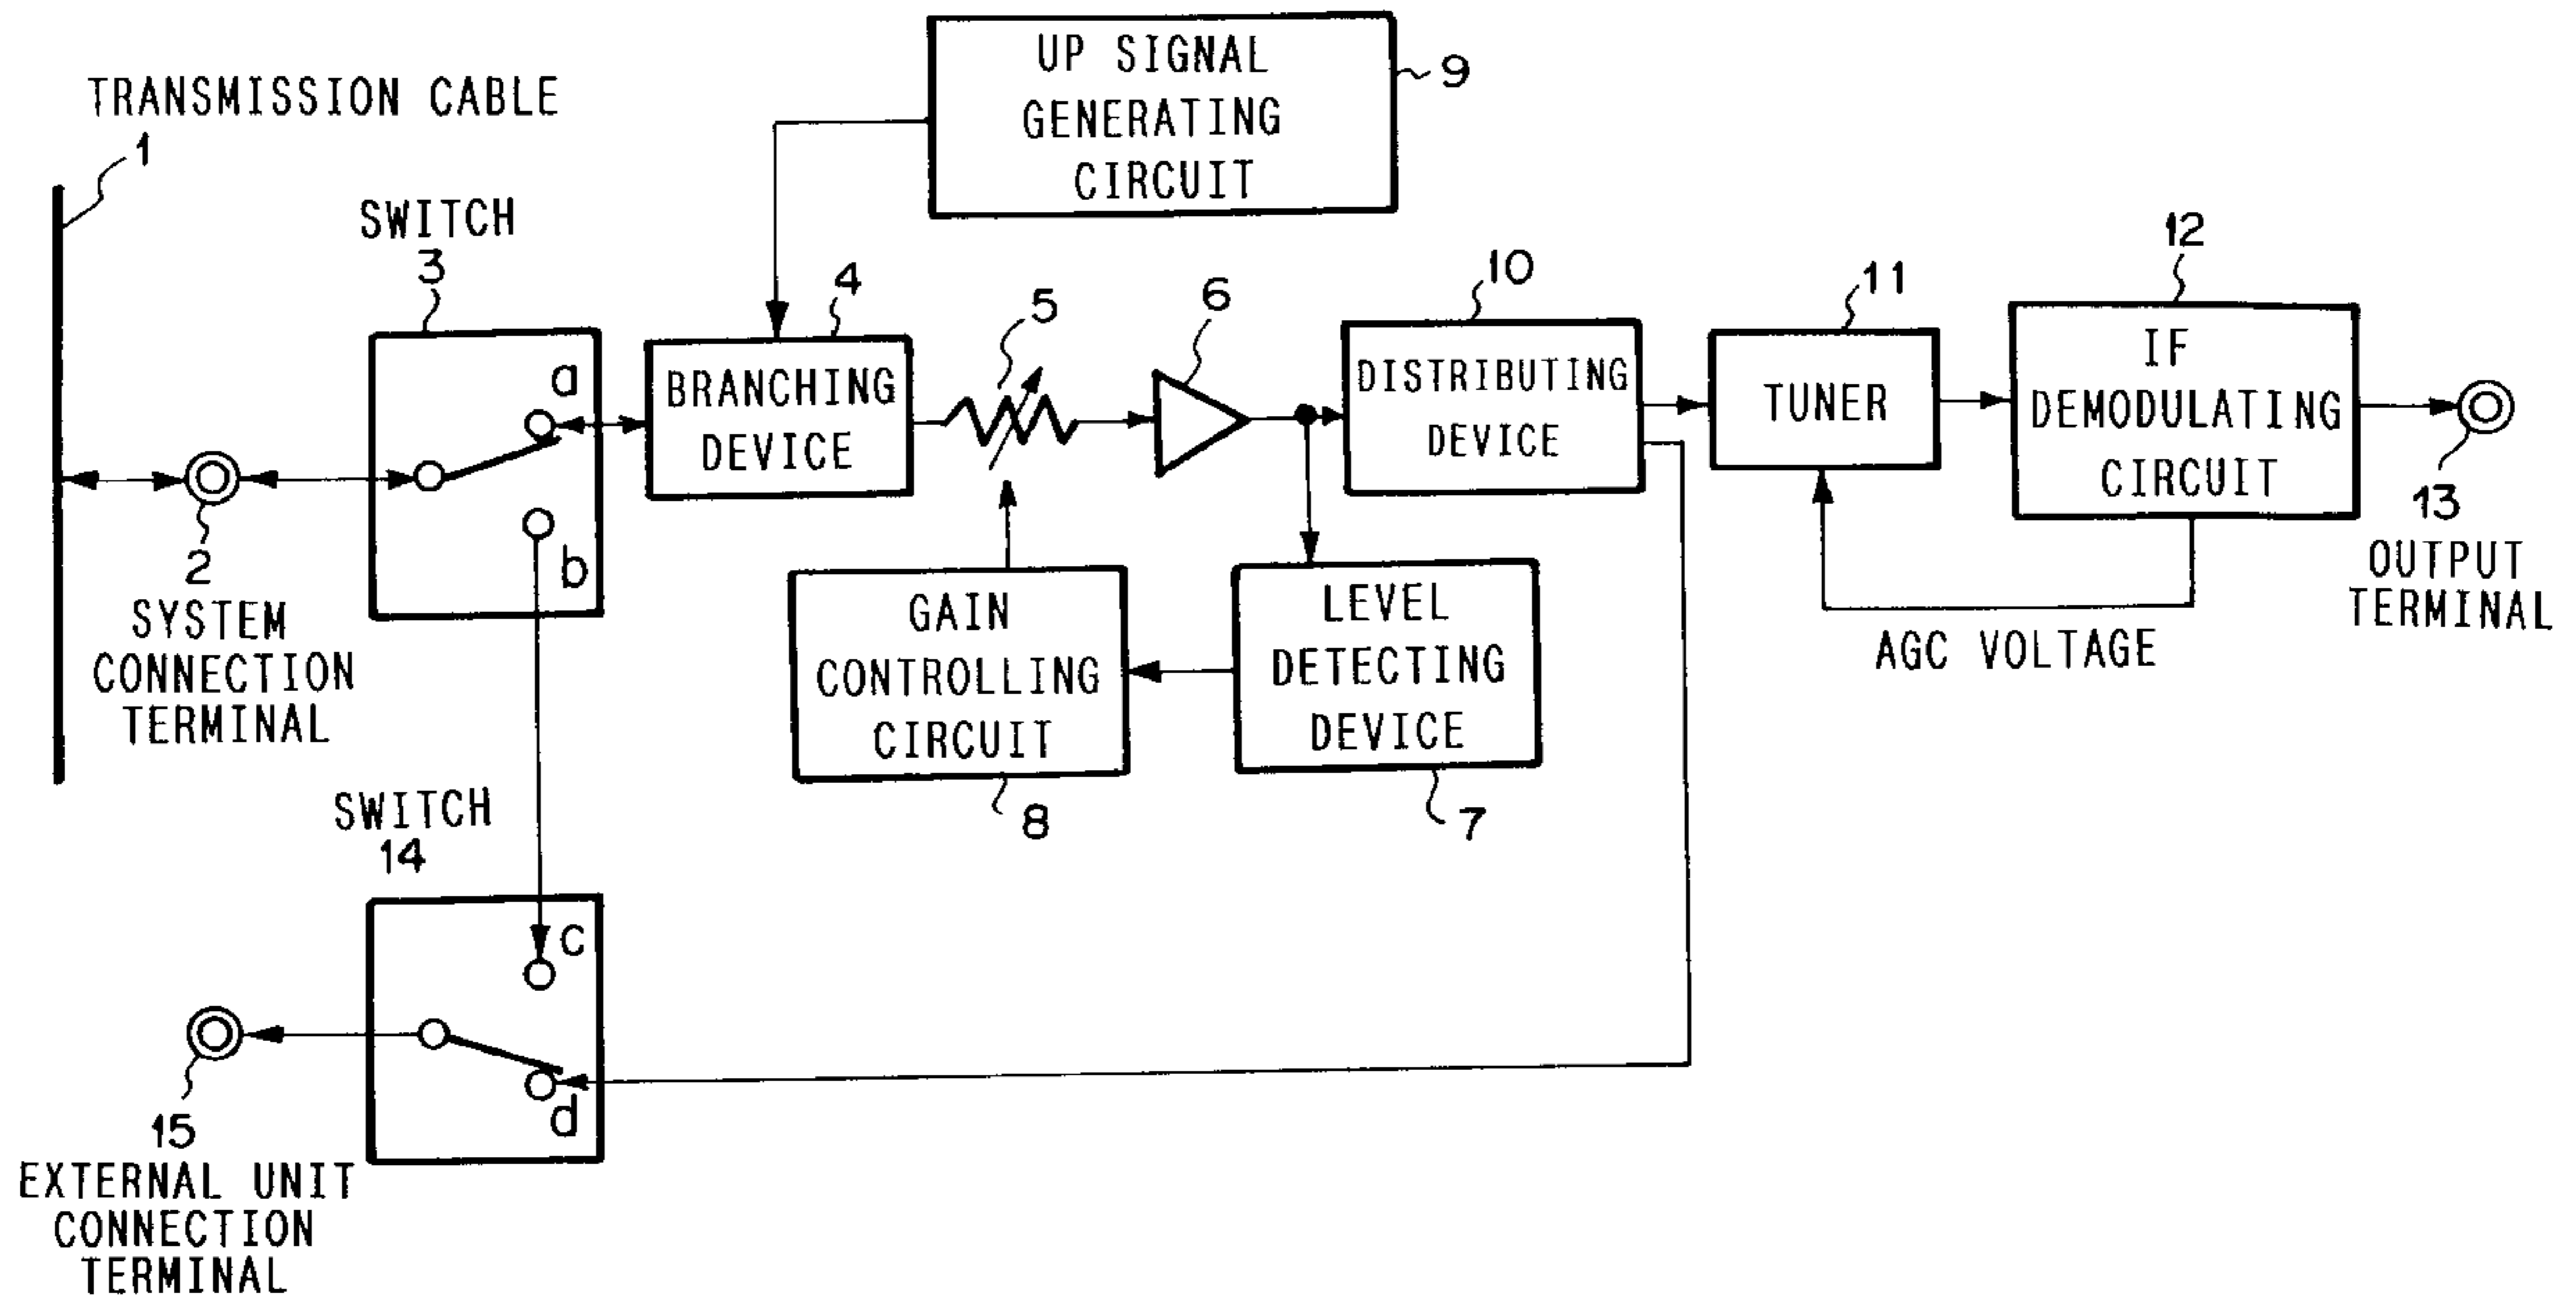 UP SIGNAL
GENERATING
CIRCUIT
9
TRANSMISSION CABLE
1
SWITCH
3
4
5
6
10
11
12
a
b
BRANCHING
DEVICE
DISTRIBUTING
DEVICE
TUNER
IF
DEMODULATING
CIRCUIT
13
OUTPUT
TERMINAL
2
SYSTEM
CONNECTION
TERMINAL
GAIN
CONTROLLING
CIRCUIT
8
LEVEL
DETECTING
DEVICE
7
AGC VOLTAGE
SWITCH
14
c
d
15
EXTERNAL UNIT
CONNECTION
TERMINAL